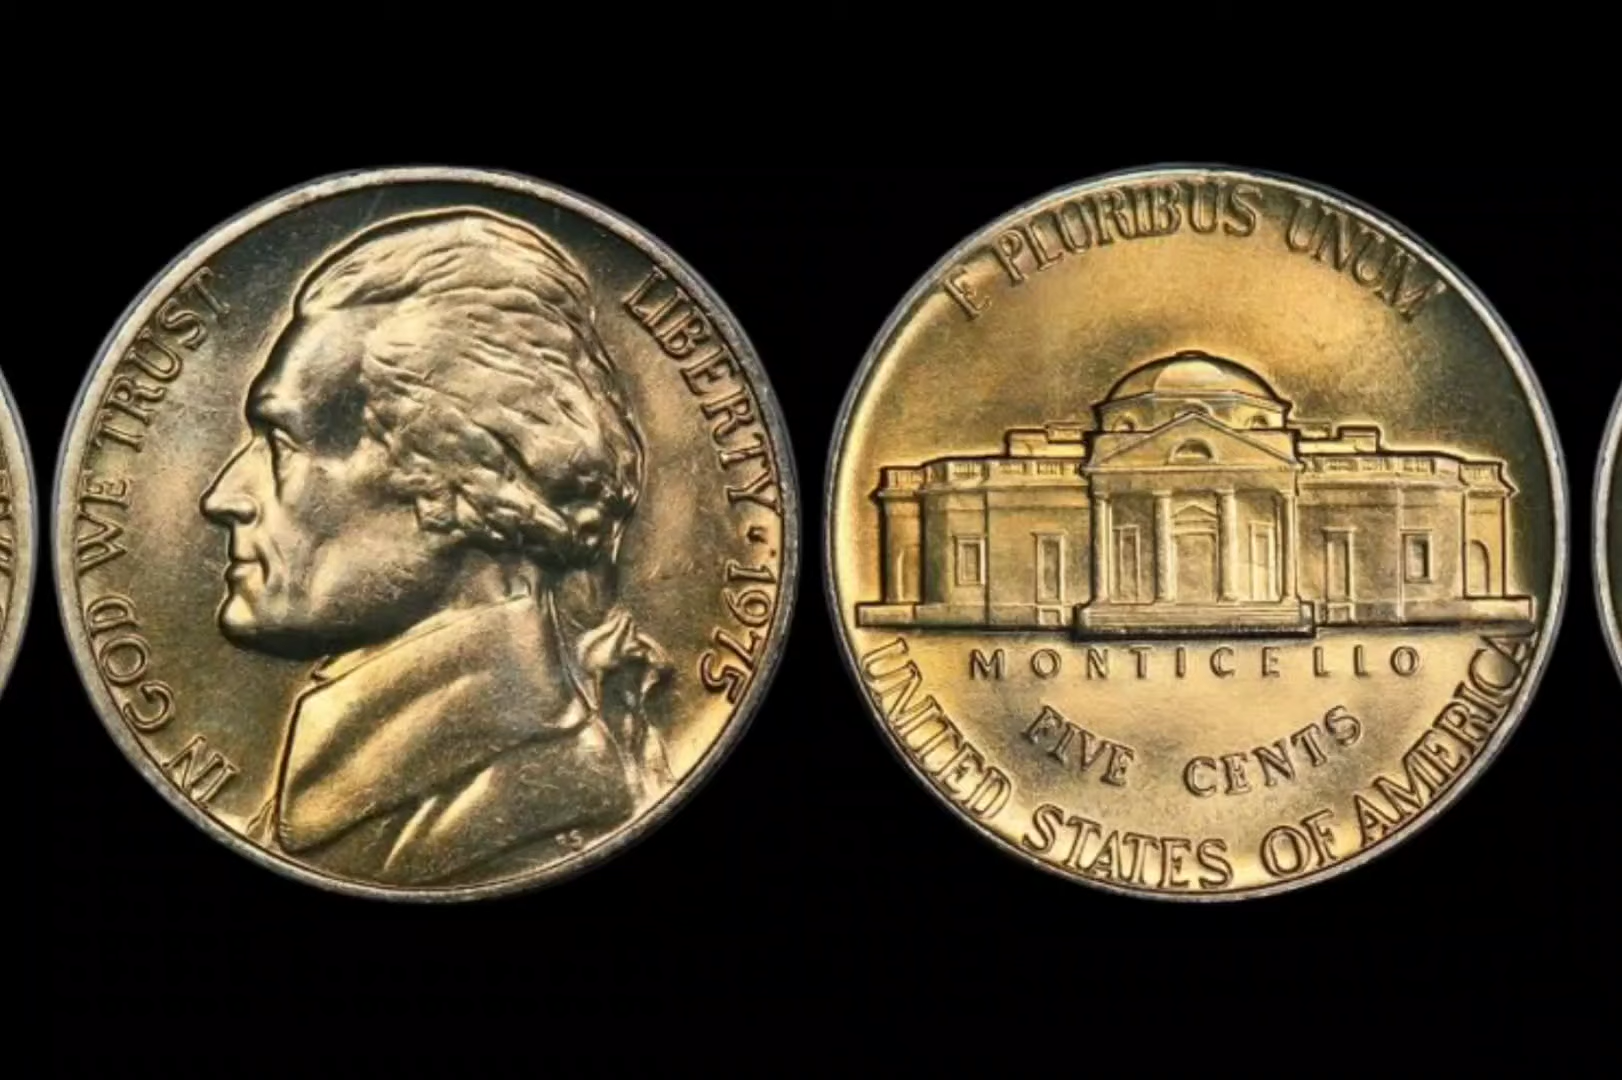 IN GOD WE TRUST
LIBERTY · 1975
FS
E PLURIBUS UNUM
MONTICELLO
FIVE CENTS
UNITED STATES OF AMERICA